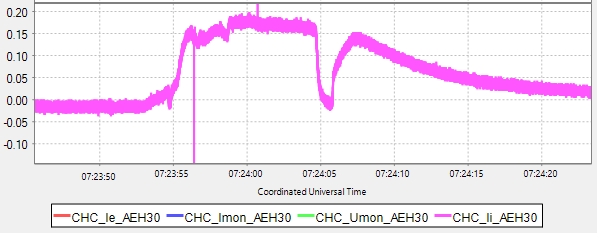 0.20
0.15
0.10
0.05
0.00
-0.05
-0.10
07:23:50 07:23:55 07:24:00 07:24:05 07:24:10 07:24:15 07:24:20
Coordinated Universal Time
CHC_Ie_AEH30 CHC_Imon_AEH30 CHC_Umon_AEH30 CHC_Ii_AEH30